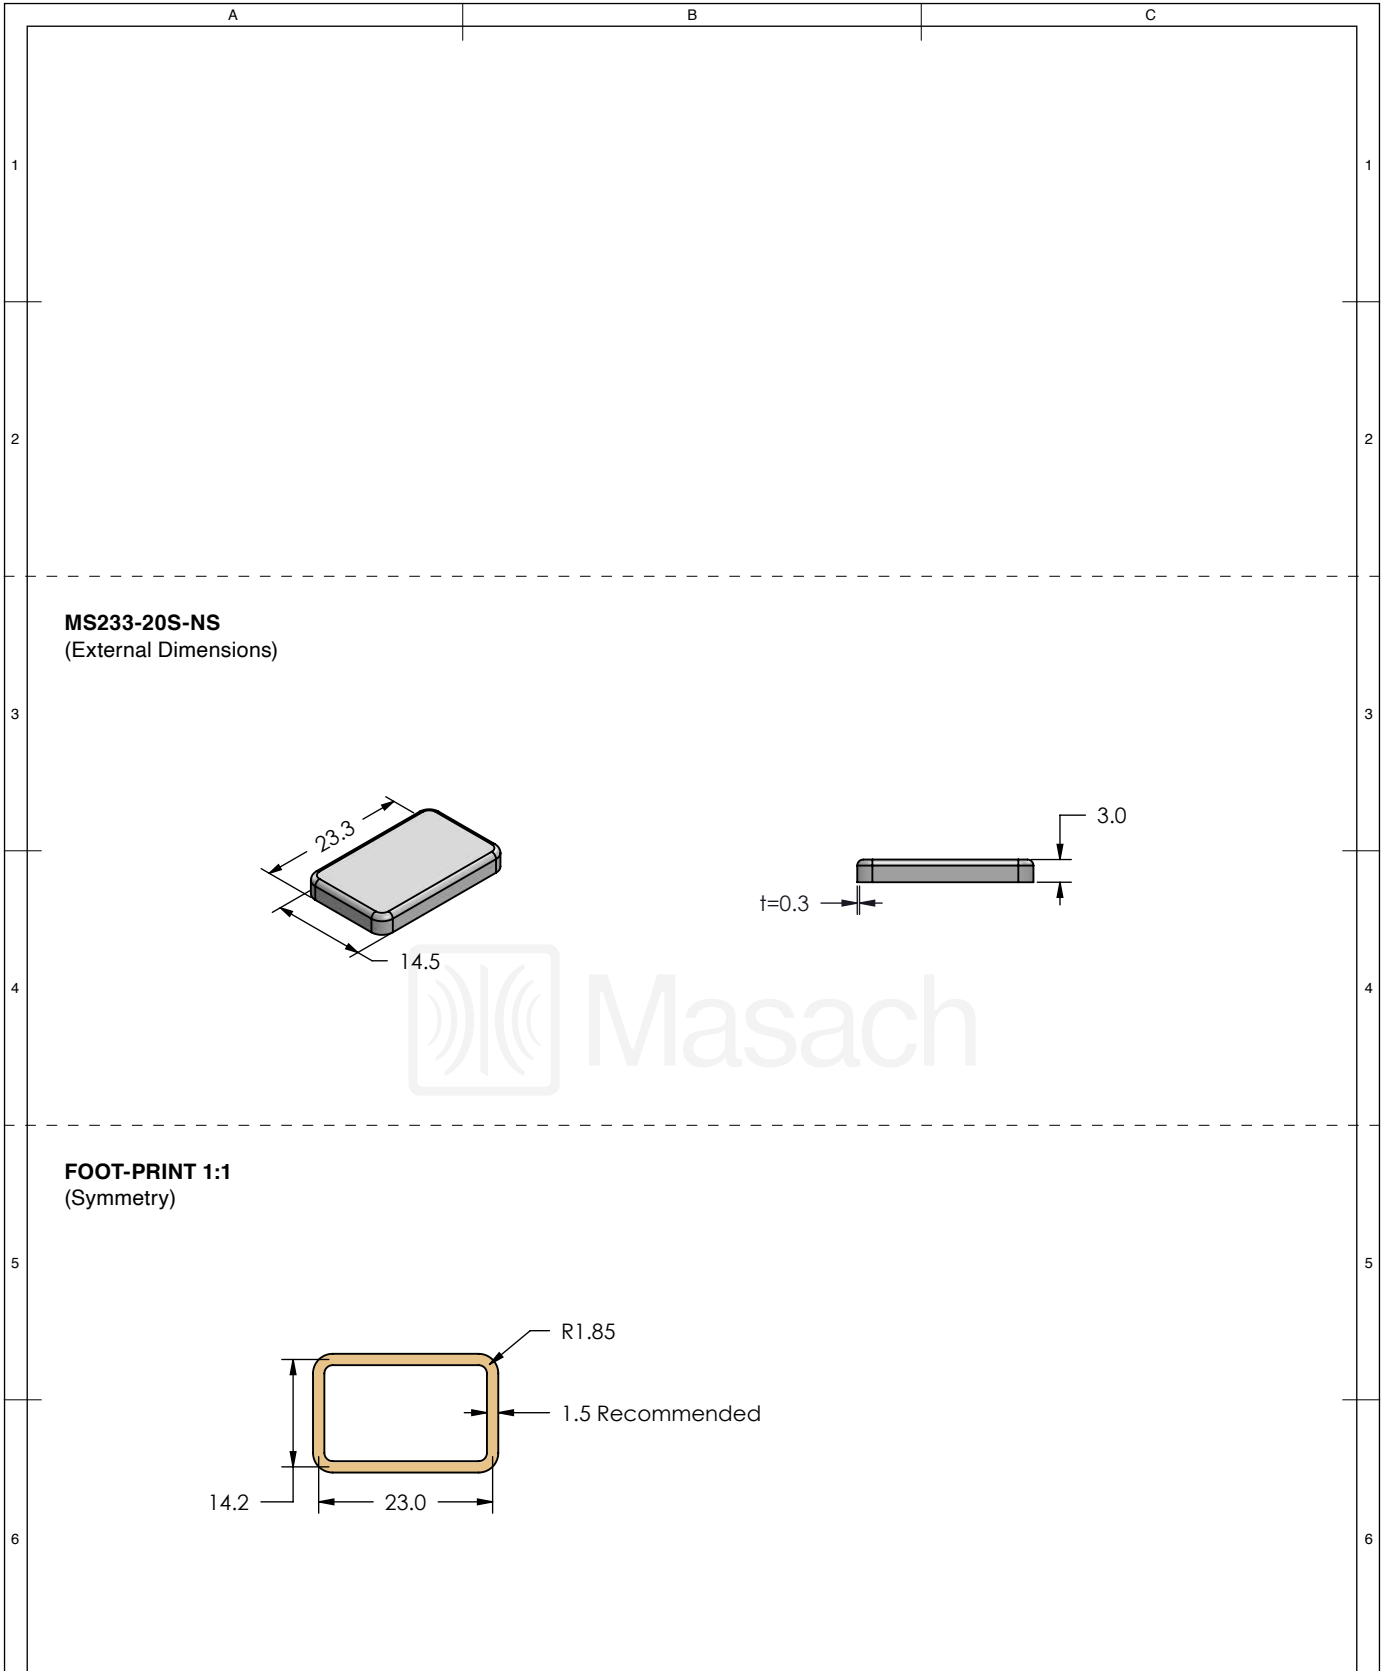 A B C
1 1
2 2
MS233-20S-NS
(External Dimensions)
3 3
23.3
3.0
t=0.3
14.5
4 4
Masach
FOOT-PRINT 1:1
(Symmetry)
5 5
R1.85
1.5 Recommended
14.2
23.0
6 6